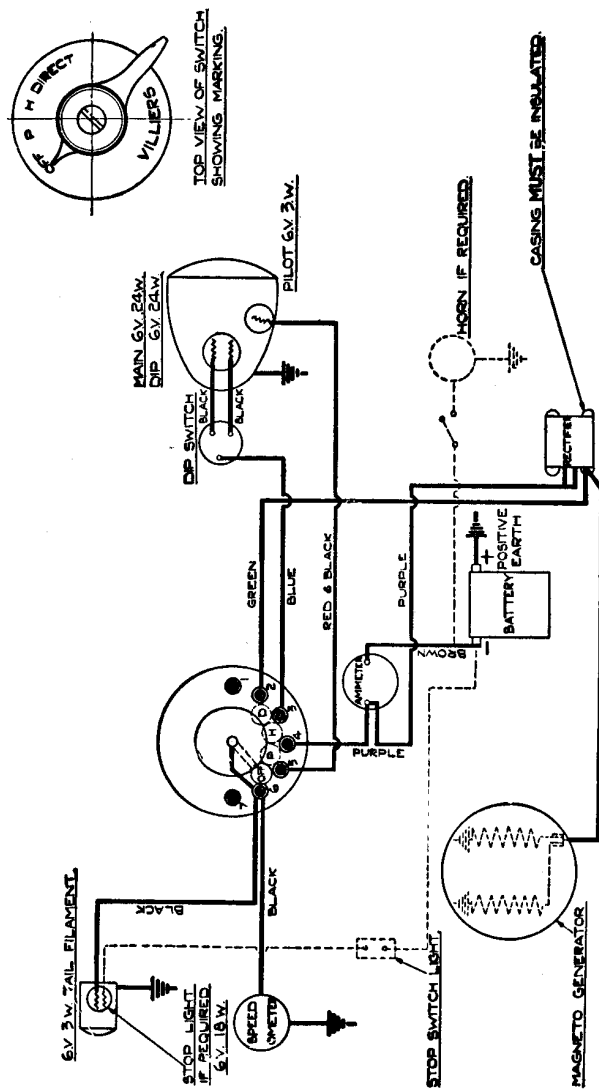 OFF P H DIRECT
VILLIERS
TOP VIEW OF SWITCH
SHOWING MARKING.
MAIN 6V. 24W.
DIP 6V. 24W.
PILOT 6V. 3.W.
DIP SWITCH
BLACK
BLACK
GREEN
BLUE
RED & BLACK
PURPLE
HORN IF REQUIRED.
CASING MUST BE INSULATED.
RECTIFIER
1
2
3
4
5
6
7
D
H
P
OFF
AMMETER
PURPLE
BROWN
BATTERY
POSITIVE
EARTH
+
−
6V. 3W. TAIL FILAMENT.
BLACK
BLACK
STOP LIGHT
IF REQUIRED
6V. 18W.
SPEED
OMETER
STOP SWITCH LIGHT
MAGNETO GENERATOR